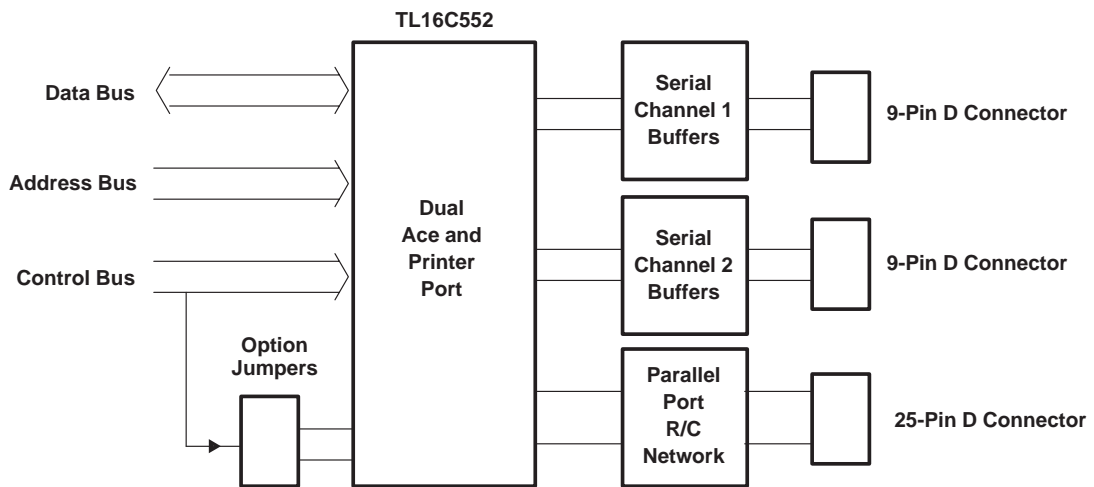 TL16C552
Data Bus
Address Bus
Control Bus
Option
Jumpers
Dual
Ace and
Printer
Port
Serial
Channel 1
Buffers
9-Pin D Connector
Serial
Channel 2
Buffers
9-Pin D Connector
Parallel
Port
R/C
Network
25-Pin D Connector